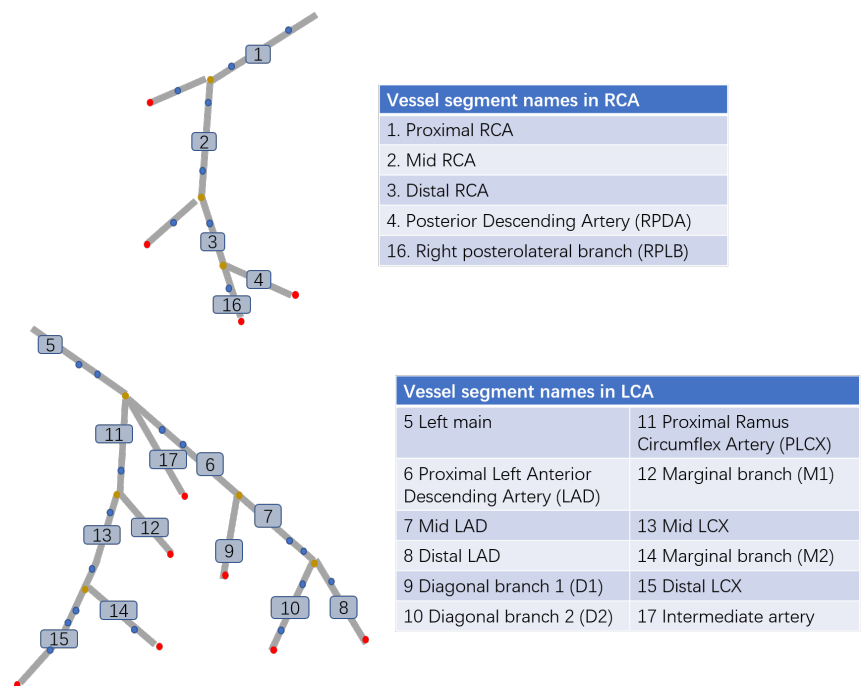 1
2
3
4
16
Vessel segment names in RCA
1. Proximal RCA
2. Mid RCA
3. Distal RCA
4. Posterior Descending Artery (RPDA)
16. Right posterolateral branch (RPLB)
5
11
17
6
12
13
7
9
14
10
8
15
Vessel segment names in LCA
5 Left main
11 Proximal Ramus
Circumflex Artery (PLCX)
6 Proximal Left Anterior
Descending Artery (LAD)
12 Marginal branch (M1)
7 Mid LAD
13 Mid LCX
8 Distal LAD
14 Marginal branch (M2)
9 Diagonal branch 1 (D1)
15 Distal LCX
10 Diagonal branch 2 (D2)
17 Intermediate artery